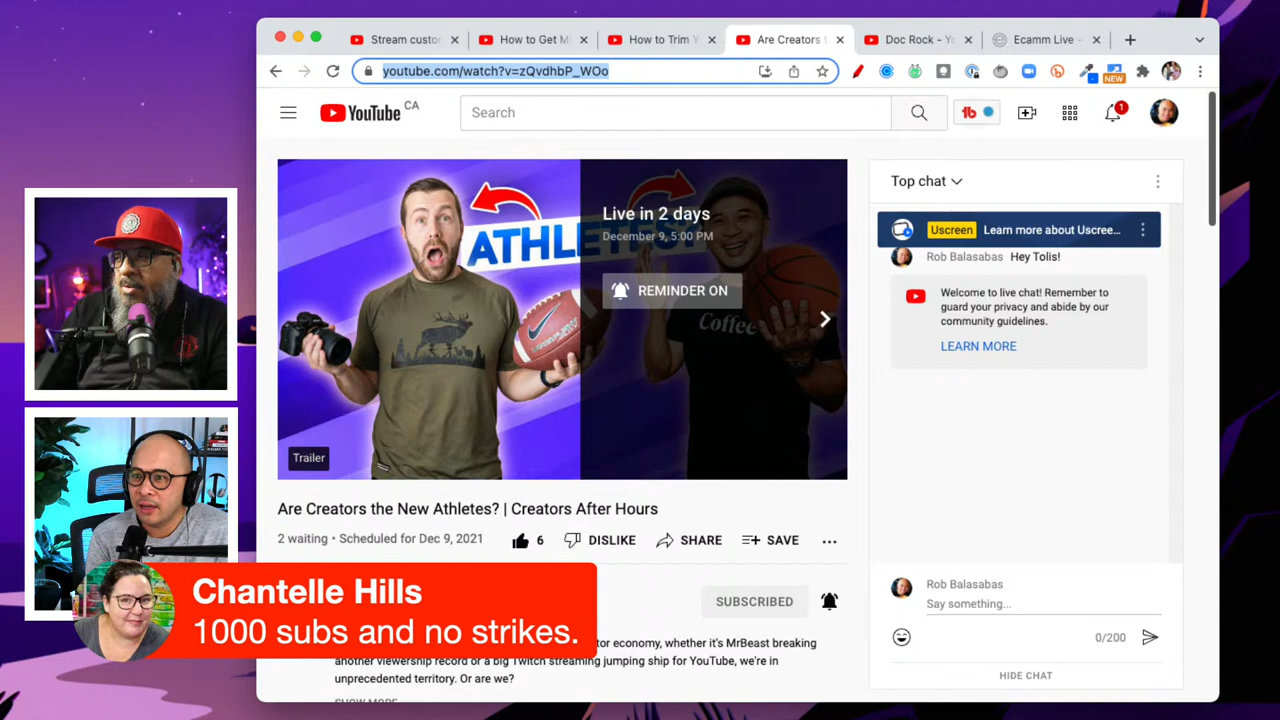 Stream custo
How to Get M
How to Trim Y
Are Creators t
Doc Rock - Yo
Ecamm Live -
youtube.com/watch?v=zQvdhbP_WOo
NEW
YouTube CA
Search
tb
1
ATHLETES
Live in 2 days
December 9, 5:00 PM
REMINDER ON
Coffee
Trailer
Top chat
Uscreen Learn more about Uscree...
Rob Balasabas Hey Tolis!
Welcome to live chat! Remember to
guard your privacy and abide by our
community guidelines.
LEARN MORE
Are Creators the New Athletes? | Creators After Hours
2 waiting • Scheduled for Dec 9, 2021
6 DISLIKE SHARE SAVE
SUBSCRIBED
Chantelle Hills
1000 subs and no strikes.
tor economy, whether it's MrBeast breaking
another viewership record or a big Twitch streaming jumping ship for YouTube, we're in
unprecedented territory. Or are we?
SHOW MORE
Rob Balasabas
Say something...
0/200
HIDE CHAT